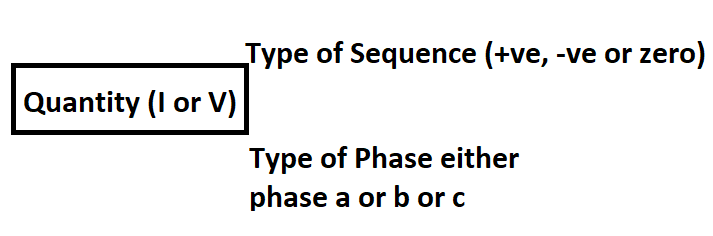 Type of Sequence (+ve, -ve or zero)
Quantity (I or V)
Type of Phase either
phase a or b or c